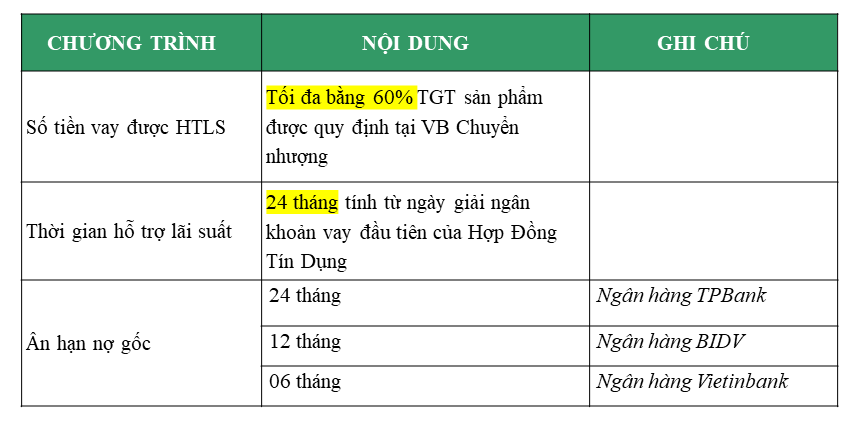 CHƯƠNG TRÌNH
NỘI DUNG
GHI CHÚ
Số tiền vay được HTLS
Tối đa bằng 60% TGT sản phẩm
được quy định tại VB Chuyển
nhượng
Thời gian hỗ trợ lãi suất
24 tháng tính từ ngày giải ngân
khoản vay đầu tiên của Hợp Đồng
Tín Dụng
Ân hạn nợ gốc
24 tháng
Ngân hàng TPBank
12 tháng
Ngân hàng BIDV
06 tháng
Ngân hàng Vietinbank